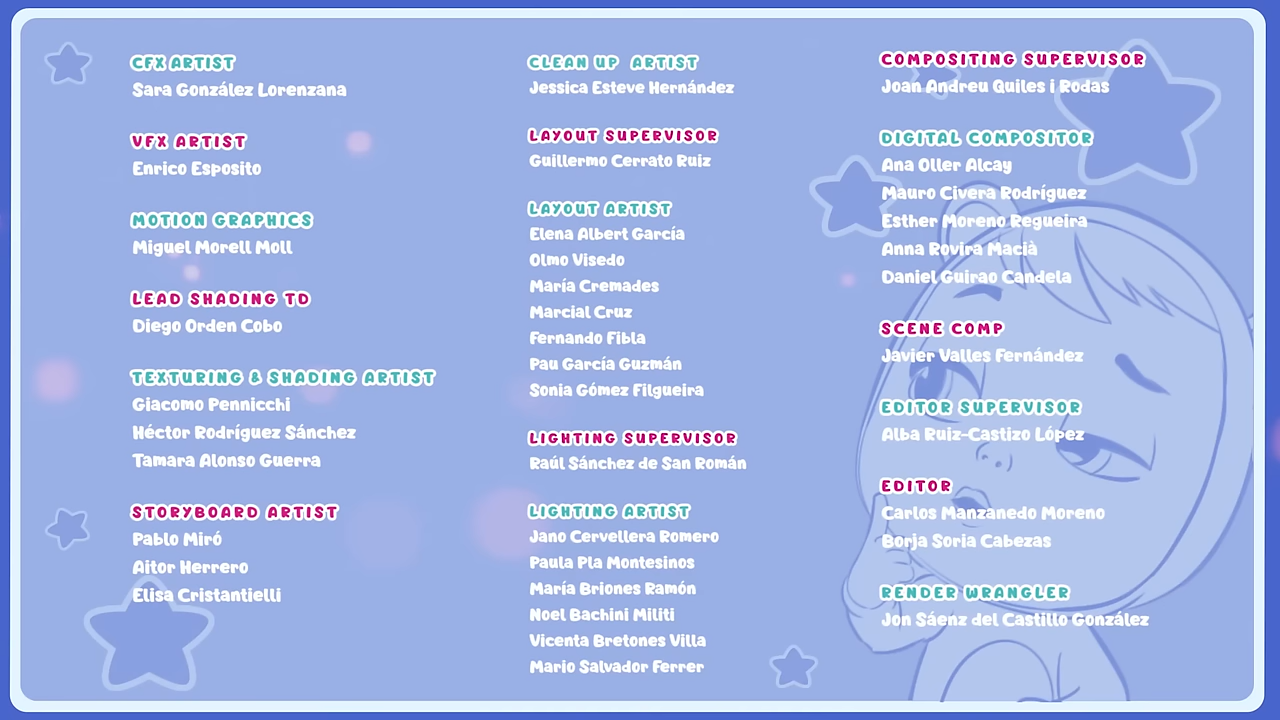 CFX ARTIST
Sara González Lorenzana
VFX ARTIST
Enrico Esposito
MOTION GRAPHICS
Miguel Morell Moll
LEAD SHADING TD
Diego Orden Cobo
TEXTURING & SHADING ARTIST
Giacomo Pennicchi
Héctor Rodríguez Sánchez
Tamara Alonso Guerra
STORYBOARD ARTIST
Pablo Miró
Aitor Herrero
Elisa Cristantielli
CLEAN UP ARTIST
Jessica Esteve Hernández
LAYOUT SUPERVISOR
Guillermo Cerrato Ruiz
LAYOUT ARTIST
Elena Albert García
Olmo Visedo
María Cremades
Marcial Cruz
Fernando Fibla
Pau García Guzmán
Sonia Gómez Filgueira
LIGHTING SUPERVISOR
Raúl Sánchez de San Román
LIGHTING ARTIST
Jano Cervellera Romero
Paula Pla Montesinos
María Briones Ramón
Noel Bachini Militi
Vicenta Bretones Villa
Mario Salvador Ferrer
COMPOSITING SUPERVISOR
Joan Andreu Quiles i Rodas
DIGITAL COMPOSITOR
Ana Oller Alcay
Mauro Civera Rodríguez
Esther Moreno Regueira
Anna Rovira Macià
Daniel Guirao Candela
SCENE COMP
Javier Valles Fernández
EDITOR SUPERVISOR
Alba Ruiz-Castizo López
EDITOR
Carlos Manzanedo Moreno
Borja Soria Cabezas
RENDER WRANGLER
Jon Sáenz del Castillo González